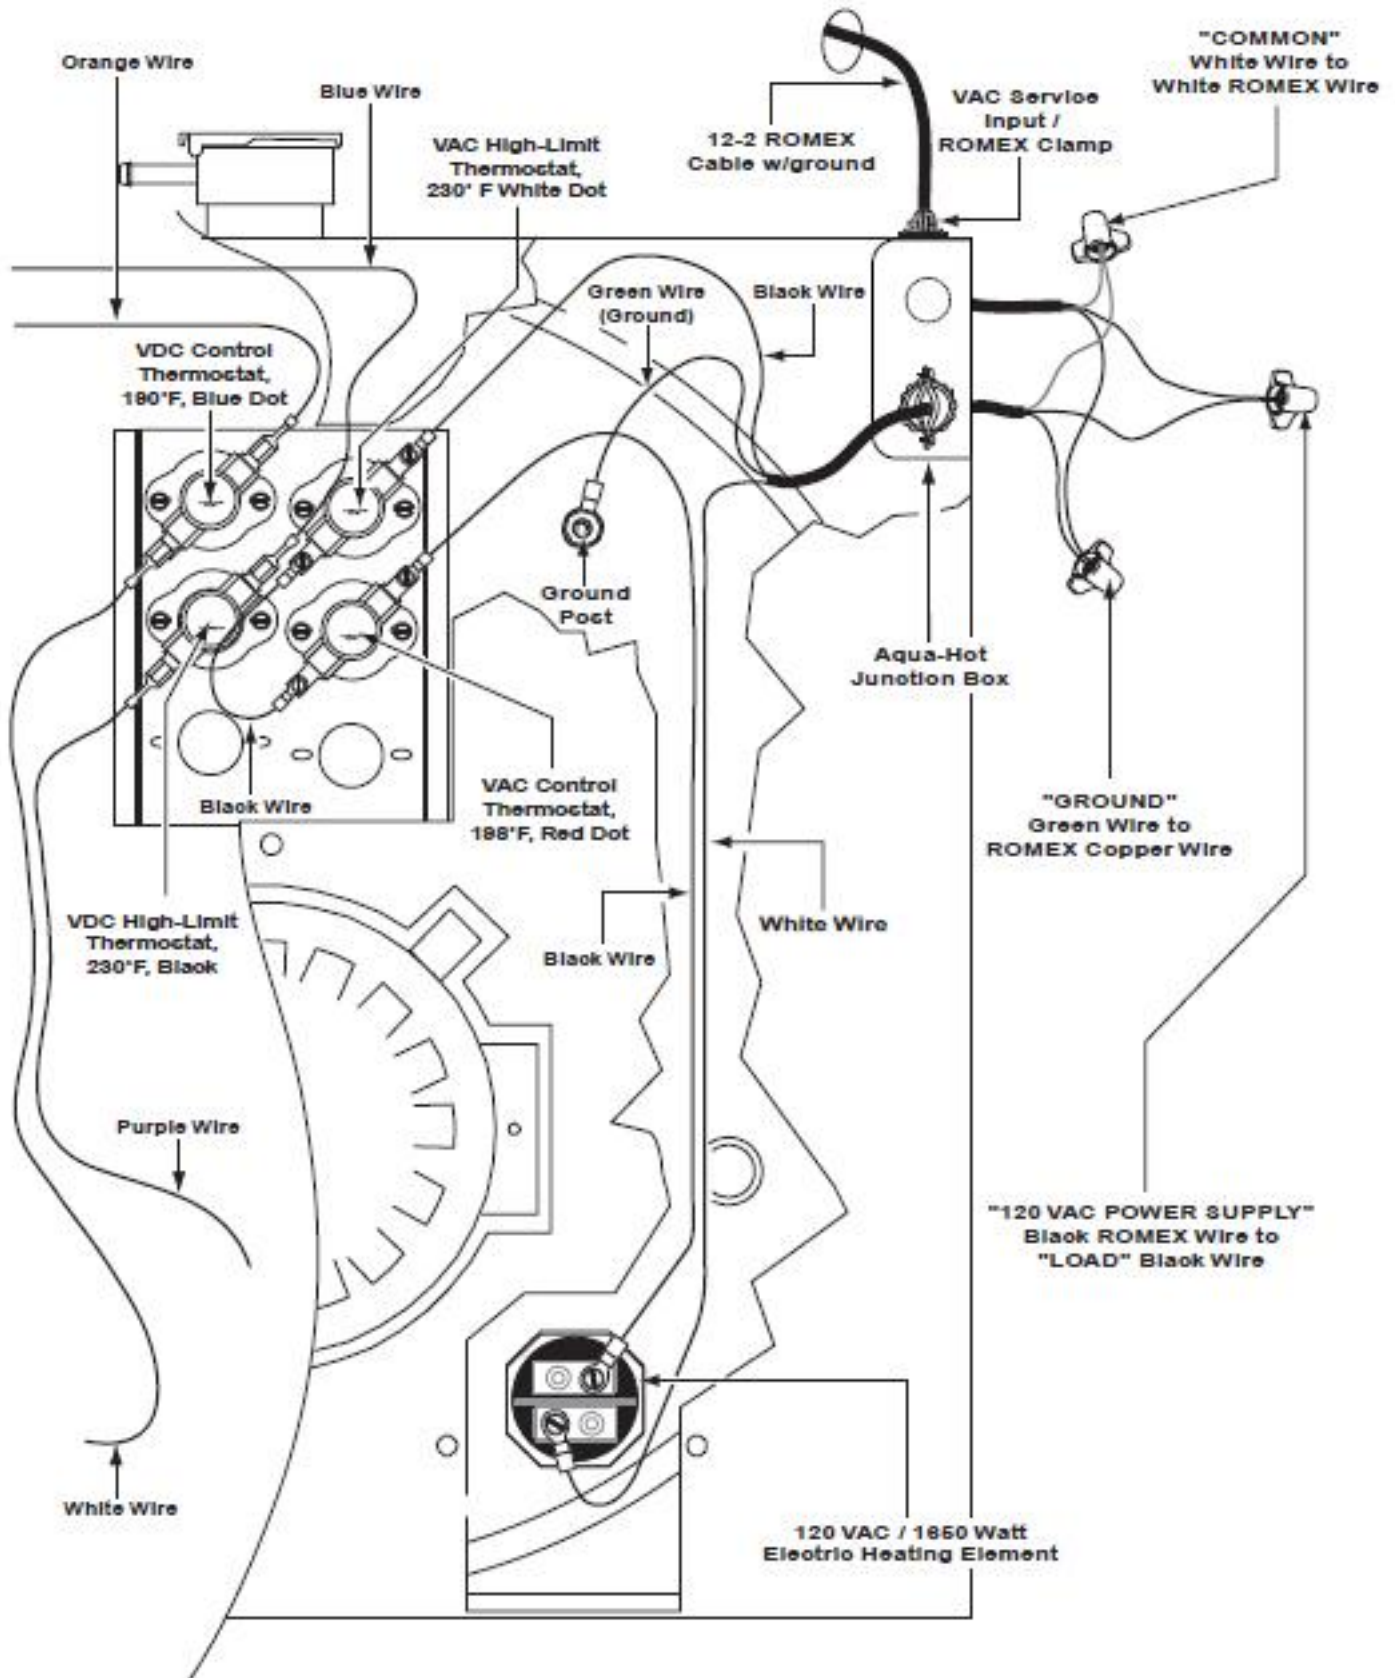 Orange Wire
Blue Wire
VAC High-Limit
Thermostat,
230° F White Dot
12-2 ROMEX
Cable w/ground
VAC Service
Input /
ROMEX Clamp
"COMMON"
White Wire to
White ROMEX Wire
Green Wire
(Ground)
Black Wire
VDC Control
Thermostat,
190°F, Blue Dot
Ground
Post
Aqua-Hot
Junction Box
Black Wire
VAC Control
Thermostat,
198°F, Red Dot
"GROUND"
Green Wire to
ROMEX Copper Wire
VDC High-Limit
Thermostat,
230°F, Black
Black Wire
White Wire
Purple Wire
"120 VAC POWER SUPPLY"
Black ROMEX Wire to
"LOAD" Black Wire
White Wire
120 VAC / 1650 Watt
Electric Heating Element